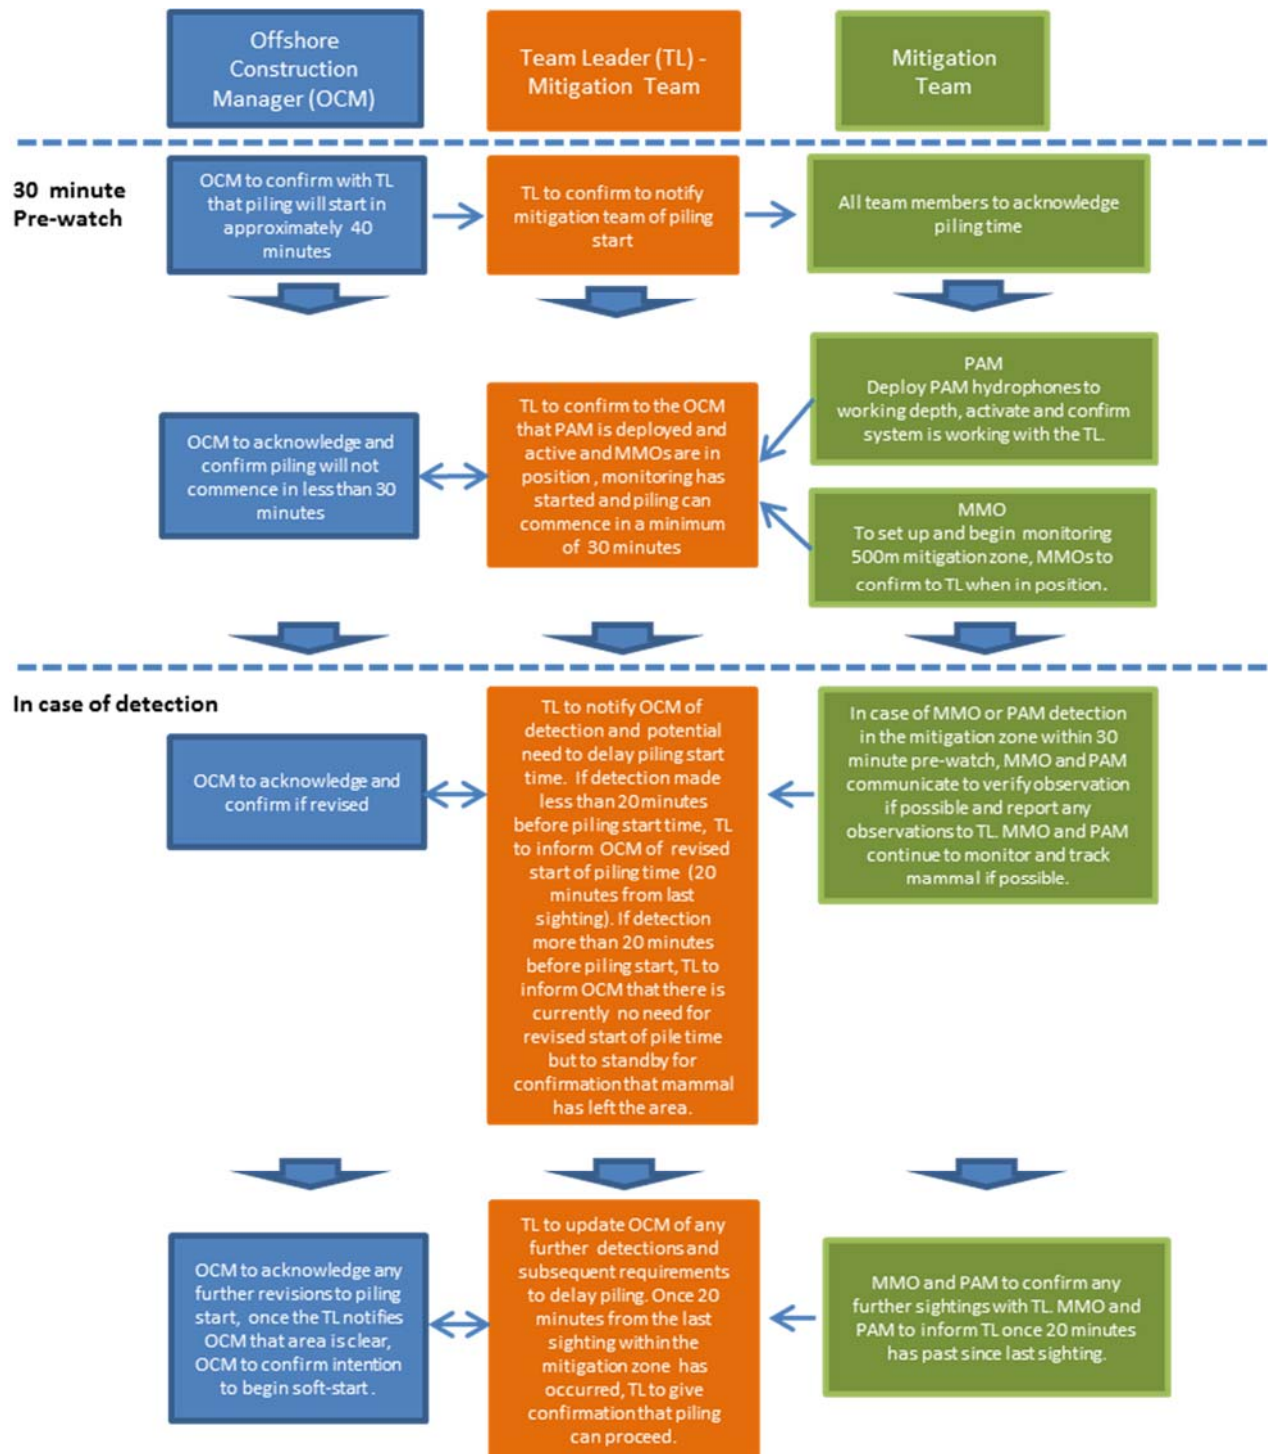 Offshore
Construction
Manager (OCM)
Team Leader (TL) -
Mitigation Team
Mitigation
Team
30 minute
Pre-watch
OCM to confirm with TL
that piling will start in
approximately 40
minutes
TL to confirm to notify
mitigation team of piling
start
All team members to acknowledge
piling time
OCM to acknowledge and
confirm piling will not
commence in less than 30
minutes
TL to confirm to the OCM
that PAM is deployed and
active and MMOs are in
position , monitoring has
started and piling can
commence in a minimum
of 30 minutes
PAM
Deploy PAM hydrophones to
working depth, activate and confirm
system is working with the TL.
MMO
To set up and begin monitoring
500m mitigation zone, MMOs to
confirm to TL when in position.
In case of detection
OCM to acknowledge and
confirm if revised
TL to notify OCM of
detection and potential
need to delay piling start
time. If detection made
less than 20 minutes
before piling start time, TL
to inform OCM of revised
start of piling time (20
minutes from last
sighting). If detection
more than 20 minutes
before piling start, TL to
inform OCM that there is
currently no need for
revised start of pile time
but to standby for
confirmation that mammal
has left the area.
In case of MMO or PAM detection
in the mitigation zone within 30
minute pre-watch, MMO and PAM
communicate to verify observation
if possible and report any
observations to TL. MMO and PAM
continue to monitor and track
mammal if possible.
OCM to acknowledge any
further revisions to piling
start, once the TL notifies
OCM that area is clear,
OCM to confirm intention
to begin soft-start .
TL to update OCM of any
further detections and
subsequent requirements
to delay piling. Once 20
minutes from the last
sighting within the
mitigation zone has
occurred, TL to give
confirmation that piling
can proceed.
MMO and PAM to confirm any
further sightings with TL. MMO and
PAM to inform TL once 20 minutes
has past since last sighting.